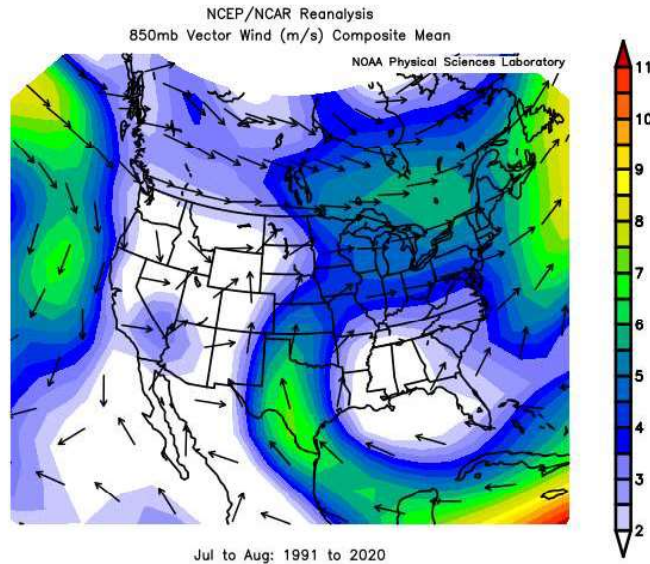 NCEP/NCAR Reanalysis
850mb Vector Wind (m/s) Composite Mean
NOAA Physical Sciences Laboratory
11
10
9
8
7
6
5
4
3
2
Jul to Aug: 1991 to 2020